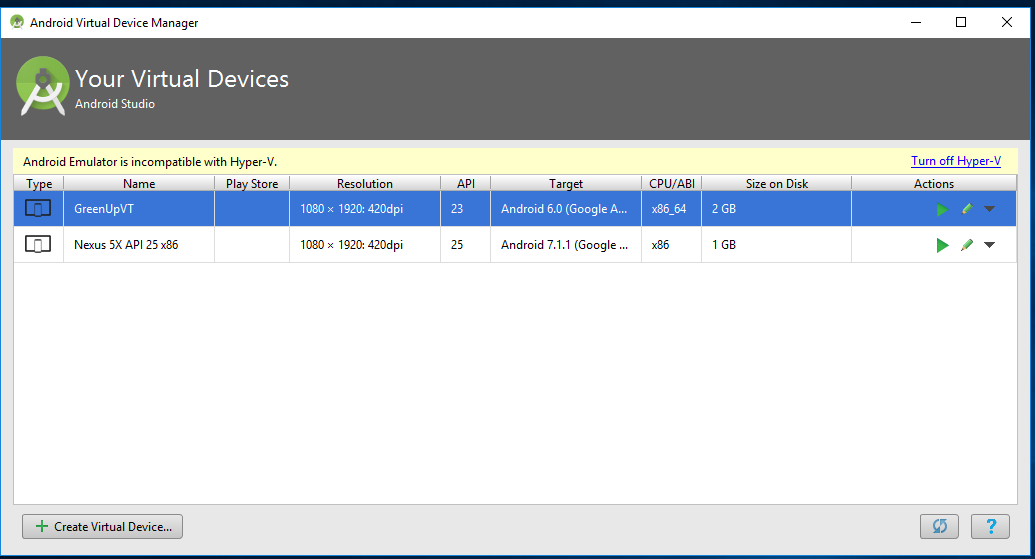 Android Virtual Device Manager
Your Virtual Devices
Android Studio
Android Emulator is incompatible with Hyper-V. Turn off Hyper-V
Type Name Play Store Resolution API Target CPU/ABI Size on Disk Actions
GreenUpVT 1080 × 1920: 420dpi 23 Android 6.0 (Google A... x86_64 2 GB
Nexus 5X API 25 x86 1080 × 1920: 420dpi 25 Android 7.1.1 (Google ... x86 1 GB
+ Create Virtual Device... ?